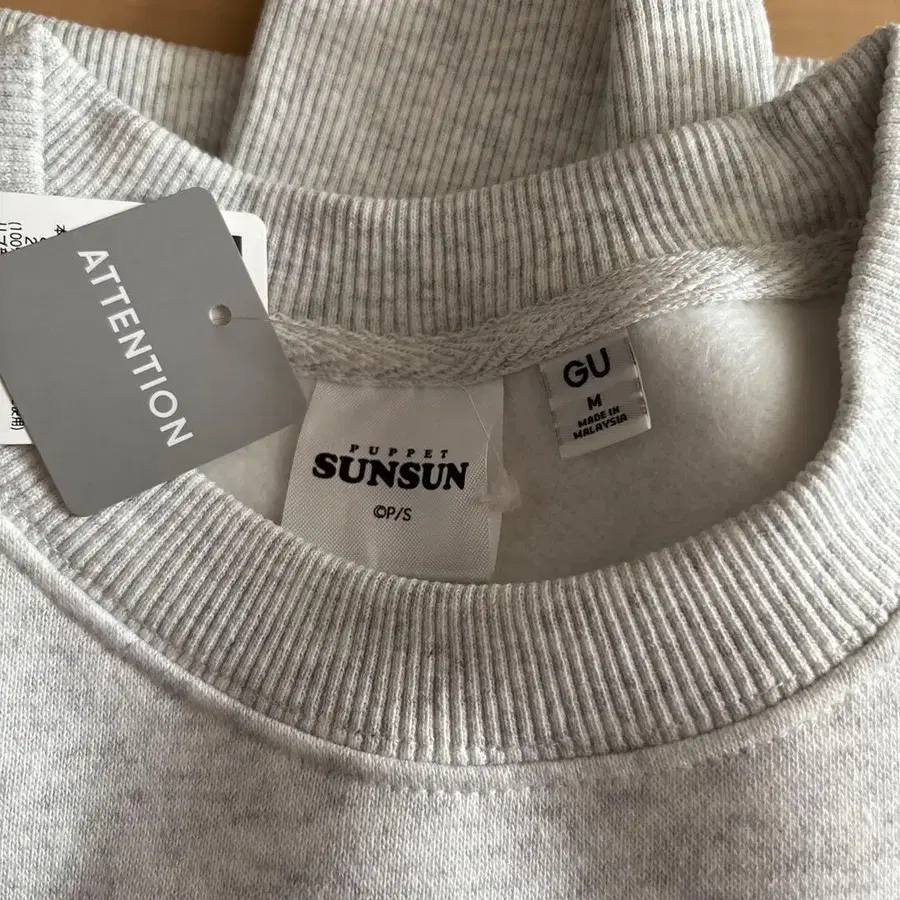 ATTENTION
PUPPET
SUNSUN
©P/S
GU
M
MADE IN
MALAYSIA